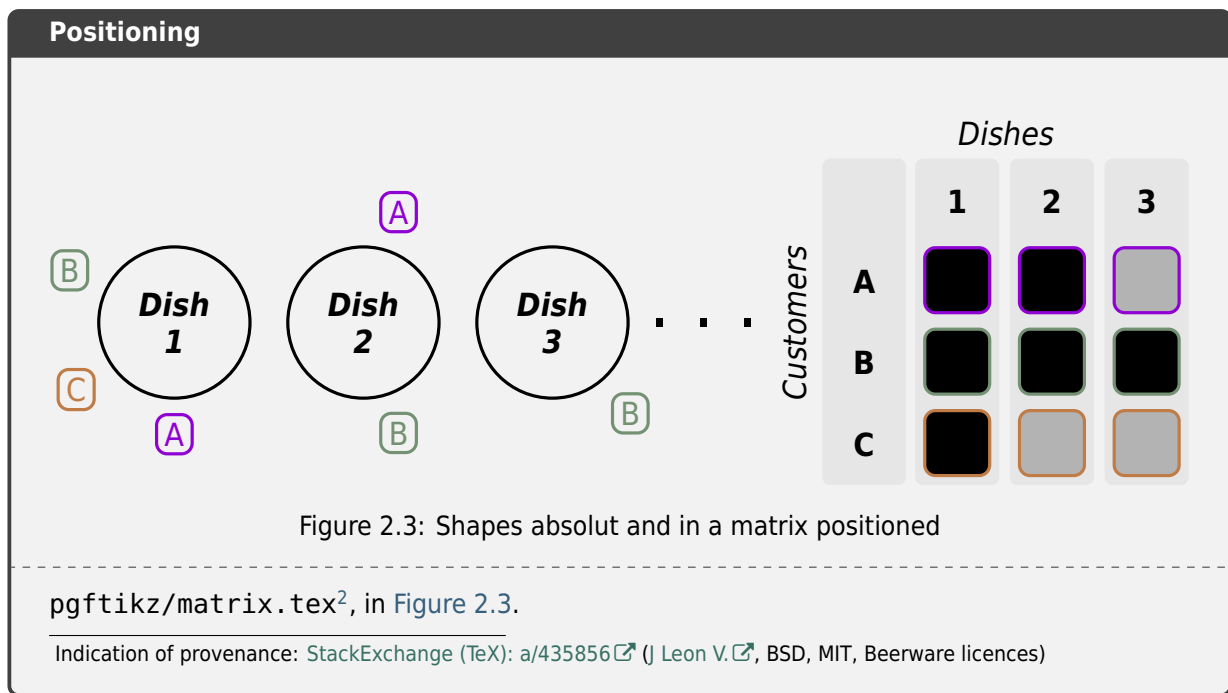 Positioning
Dishes
1 2 3
Customers
A
B
C
A
B
C
A
B
B
Dish
1
Dish
2
Dish
3
. . .
Figure 2.3: Shapes absolut and in a matrix positioned
pgftikz/matrix.tex², in Figure 2.3.
Indication of provenance: StackExchange (TeX): a/435856 (J Leon V., BSD, MIT, Beerware licences)